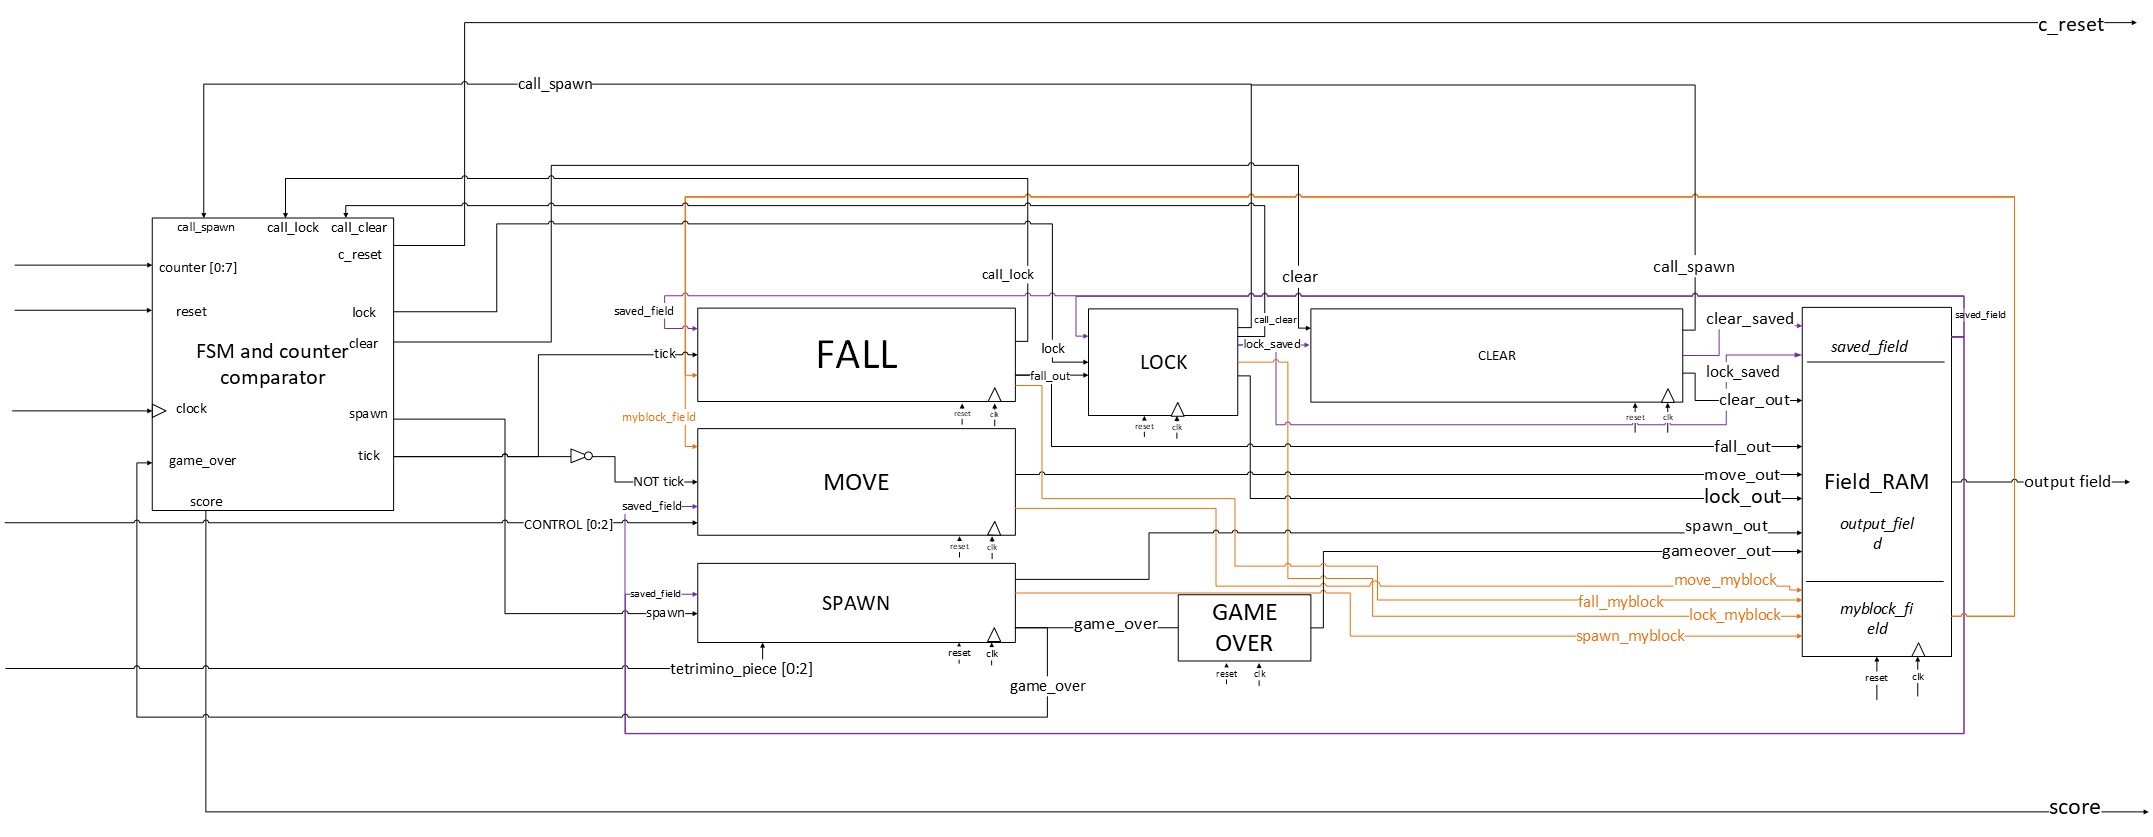 c_reset
call_spawn
call_spawn
call_lock
call_clear
c_reset
counter [0:7]
reset
lock
clear
FSM and counter
comparator
clock
spawn
game_over
tick
score
call_lock
clear
call_spawn
saved_field
tick
FALL
reset
clk
myblock_field
lock
fall_out
LOCK
reset
clk
call_clear
lock_saved
CLEAR
reset
clk
clear_saved
lock_saved
clear_out
fall_out
move_out
lock_out
spawn_out
gameover_out
move_myblock
fall_myblock
lock_myblock
spawn_myblock
saved_field
saved_field
Field_RAM
output_fiel
d
myblock_fi
eld
reset
clk
output field
NOT tick
saved_field
CONTROL [0:2]
MOVE
reset
clk
saved_field
spawn
SPAWN
reset
clk
tetrimino_piece [0:2]
game_over
game_over
GAME
OVER
reset
clk
score